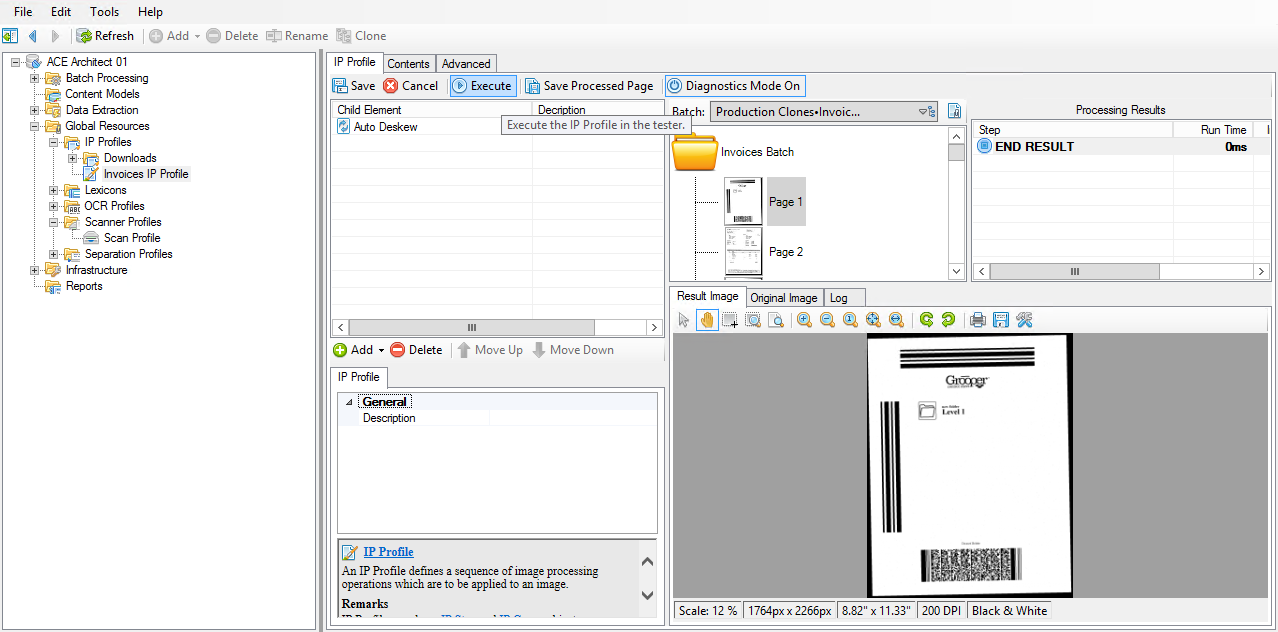 File Edit Tools Help
Refresh Add Delete Rename Clone
ACE Architect 01
Batch Processing
Content Models
Data Extraction
Global Resources
IP Profiles
Downloads
Invoices IP Profile
Lexicons
OCR Profiles
Scanner Profiles
Scan Profile
Separation Profiles
Infrastructure
Reports
IP Profile Contents Advanced
Save Cancel Execute Save Processed Page Diagnostics Mode On
Child Element Decription
Auto Deskew
Execute the IP Profile in the tester.
Add Delete Move Up Move Down
IP Profile
General
Description
IP Profile
An IP Profile defines a sequence of image processing
operations which are to be applied to an image.
Remarks
Batch: Production Clones•Invoic...
Invoices Batch
Page 1
Page 2
Processing Results
Step Run Time
END RESULT 0ms
Result Image Original Image Log
Grooper
Level 1
Scale: 12 % 1764px x 2266px 8.82" x 11.33" 200 DPI Black & White